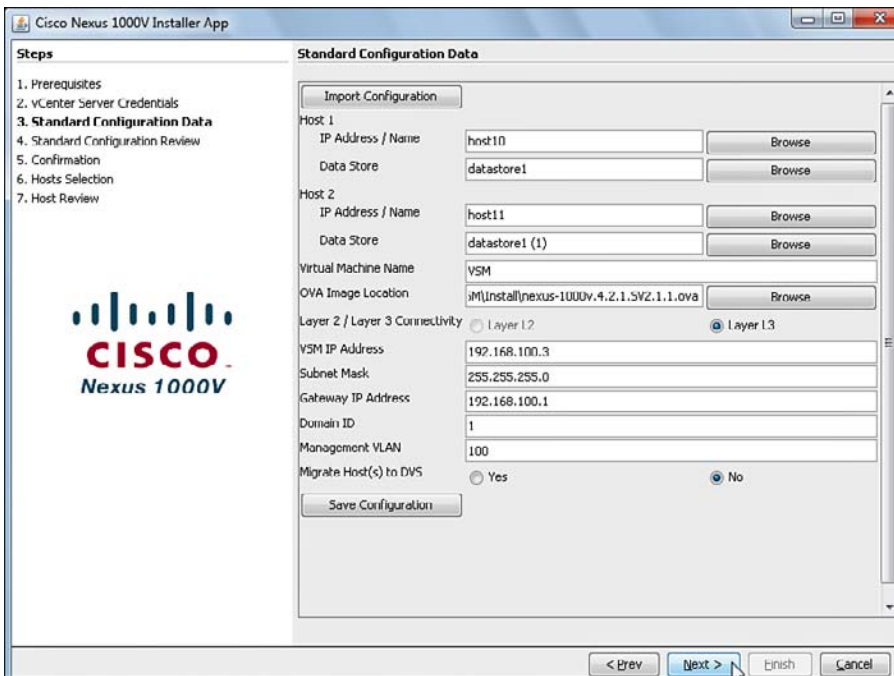 Cisco Nexus 1000V Installer App
Steps
1. Prerequisites
2. vCenter Server Credentials
3. Standard Configuration Data
4. Standard Configuration Review
5. Confirmation
6. Hosts Selection
7. Host Review
CISCO
Nexus 1000V
Standard Configuration Data
Import Configuration
Host 1
IP Address / Name host10 Browse
Data Store datastore1 Browse
Host 2
IP Address / Name host11 Browse
Data Store datastore1 (1) Browse
Virtual Machine Name VSM
OVA Image Location M\Install\nexus-1000v.4.2.1.SV2.1.1.ova Browse
Layer 2 / Layer 3 Connectivity Layer L2 Layer L3
VSM IP Address 192.168.100.3
Subnet Mask 255.255.255.0
Gateway IP Address 192.168.100.1
Domain ID 1
Management VLAN 100
Migrate Host(s) to DVS Yes No
Save Configuration
< Prev Next > Finish Cancel